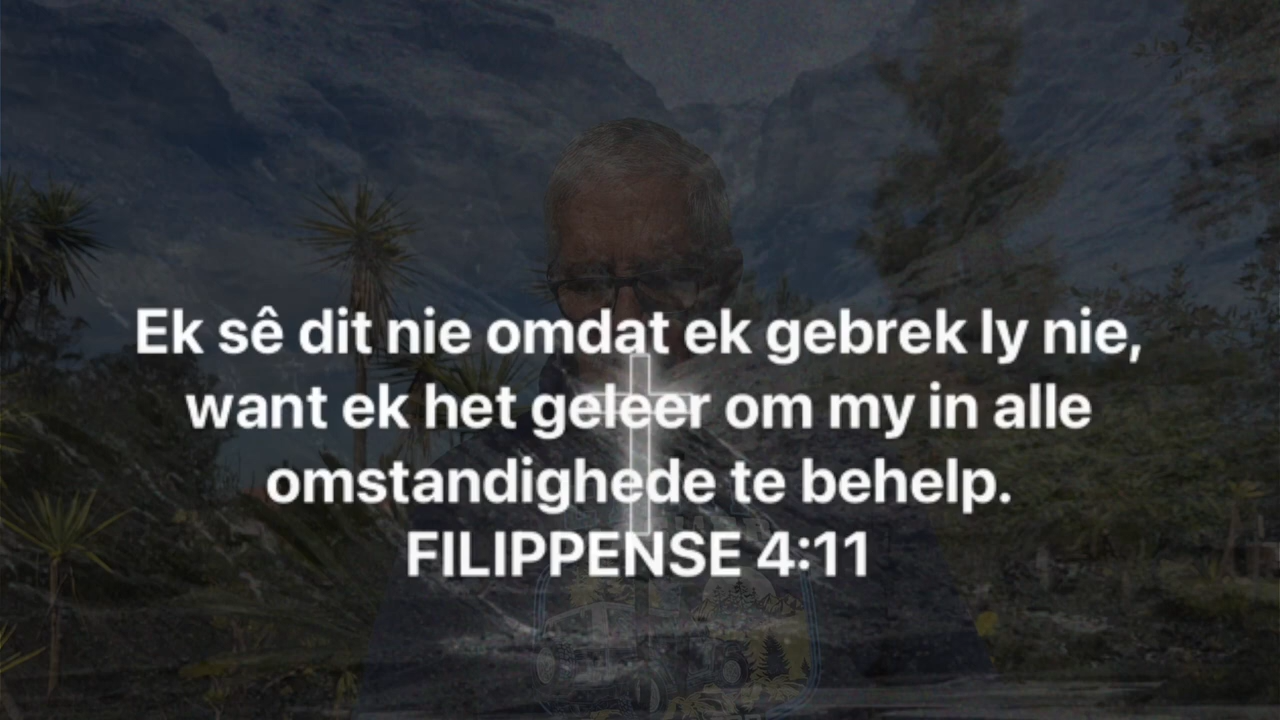 Ek sê dit nie omdat ek gebrek ly nie,
want ek het geleer om my in alle
omstandighede te behelp.
FILIPPENSE 4:11